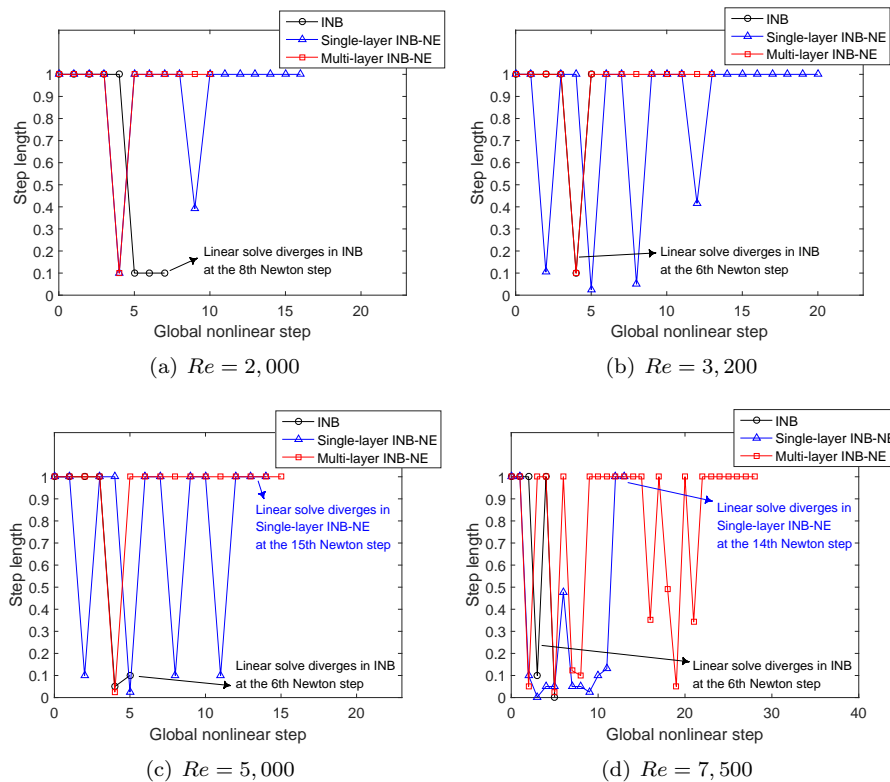 INB
Single-layer INB-NE
Multi-layer INB-NE
1
0.9
0.8
0.7
0.6
0.5
0.4
0.3
0.2
0.1
0
Step length
Linear solve diverges in INB
at the 8th Newton step
0 5 10 15 20
Global nonlinear step
(a) Re = 2,000
INB
Single-layer INB-NE
Multi-layer INB-NE
1
0.9
0.8
0.7
0.6
0.5
0.4
0.3
0.2
0.1
0
Step length
Linear solve diverges in INB
at the 6th Newton step
0 5 10 15 20
Global nonlinear step
(b) Re = 3,200
INB
Single-layer INB-NE
Multi-layer INB-NE
1
0.9
0.8
0.7
0.6
0.5
0.4
0.3
0.2
0.1
0
Step length
Linear solve diverges in
Single-layer INB-NE
at the 15th Newton step
Linear solve diverges in INB
at the 6th Newton step
0 5 10 15 20
Global nonlinear step
(c) Re = 5,000
INB
Single-layer INB-NE
Multi-layer INB-NE
1
0.9
0.8
0.7
0.6
0.5
0.4
0.3
0.2
0.1
0
Step length
Linear solve diverges in
Single-layer INB-NE
at the 14th Newton step
Linear solve diverges in INB
at the 6th Newton step
0 10 20 30 40
Global nonlinear step
(d) Re = 7,500